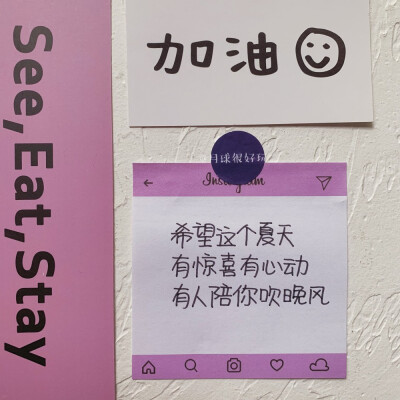 See,Eat,Stay
加油
月球很好玩
Instagram
希望这个夏天
有惊喜有心动
有人陪你吹晚风